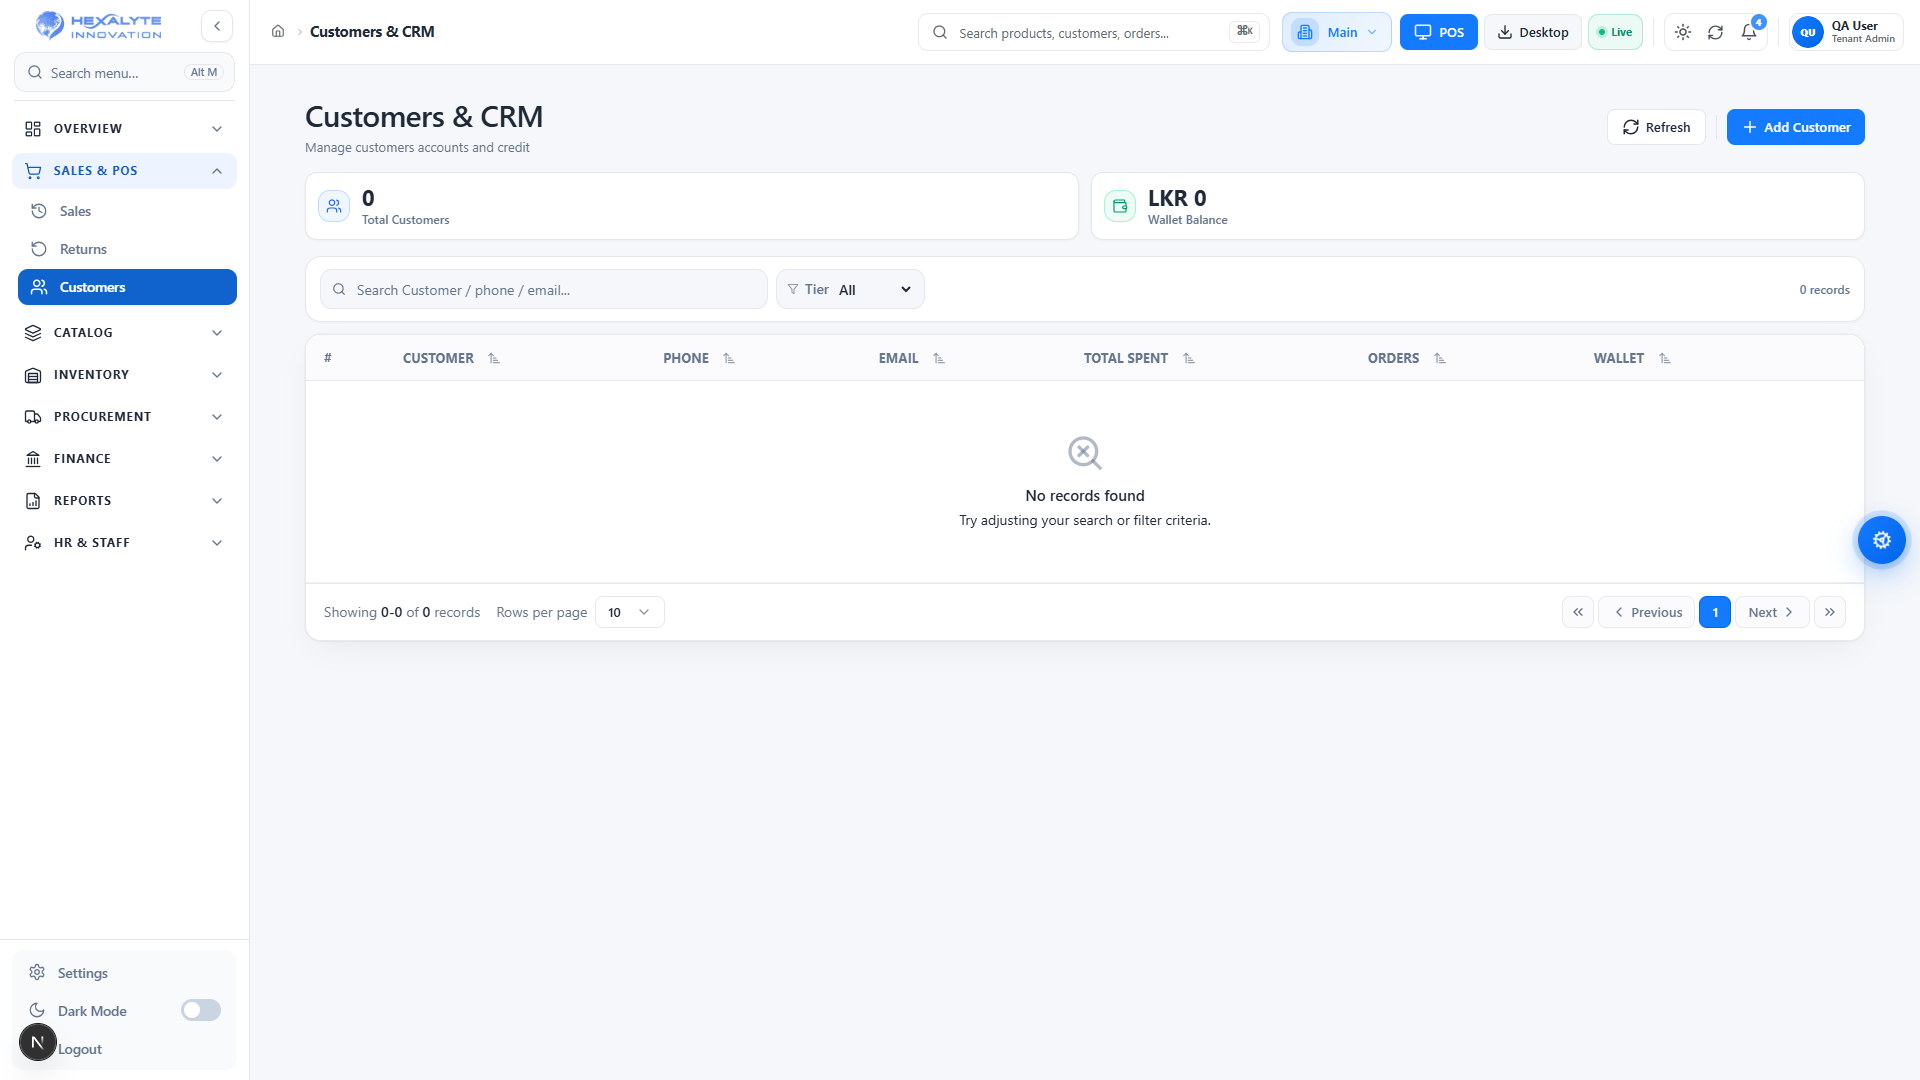 HEXALYTE
INNOVATION
Search menu...
Alt M
OVERVIEW
SALES & POS
Sales
Returns
Customers
CATALOG
INVENTORY
PROCUREMENT
FINANCE
REPORTS
HR & STAFF
Settings
Dark Mode
N
Logout
Customers & CRM
Search products, customers, orders...
⌘K
Main
POS
Desktop
Live
4
QU
QA User
Tenant Admin
Customers & CRM
Manage customers accounts and credit
Refresh
Add Customer
0
Total Customers
LKR 0
Wallet Balance
Search Customer / phone / email...
Tier
All
0 records
# CUSTOMER PHONE EMAIL TOTAL SPENT ORDERS WALLET
No records found
Try adjusting your search or filter criteria.
Showing 0-0 of 0 records
Rows per page
10
Previous
1
Next